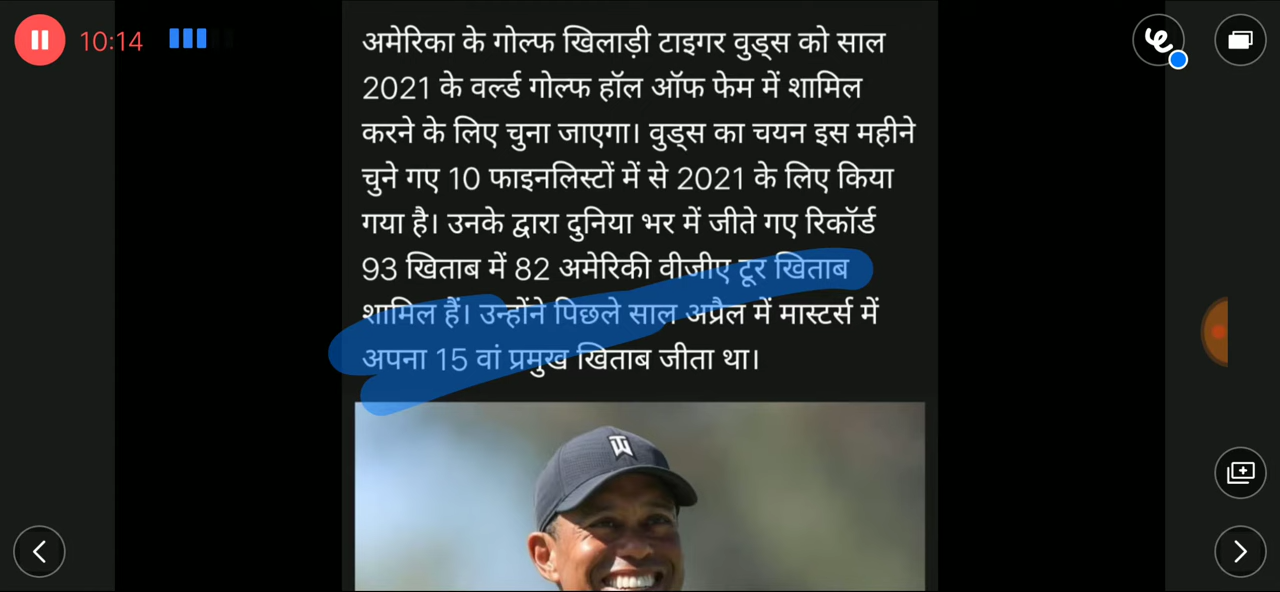 10:14
अमेरिका के गोल्फ खिलाड़ी टाइगर वुड्स को साल
2021 के वर्ल्ड गोल्फ हॉल ऑफ फेम में शामिल
करने के लिए चुना जाएगा। वुड्स का चयन इस महीने
चुने गए 10 फाइनलिस्टों में से 2021 के लिए किया
गया है। उनके द्वारा दुनिया भर में जीते गए रिकॉर्ड
93 खिताब में 82 अमेरिकी वीजीए टूर खिताब
शामिल हैं। उन्होंने पिछले साल अप्रैल में मास्टर्स में
अपना 15 वां प्रमुख खिताब जीता था।
TW